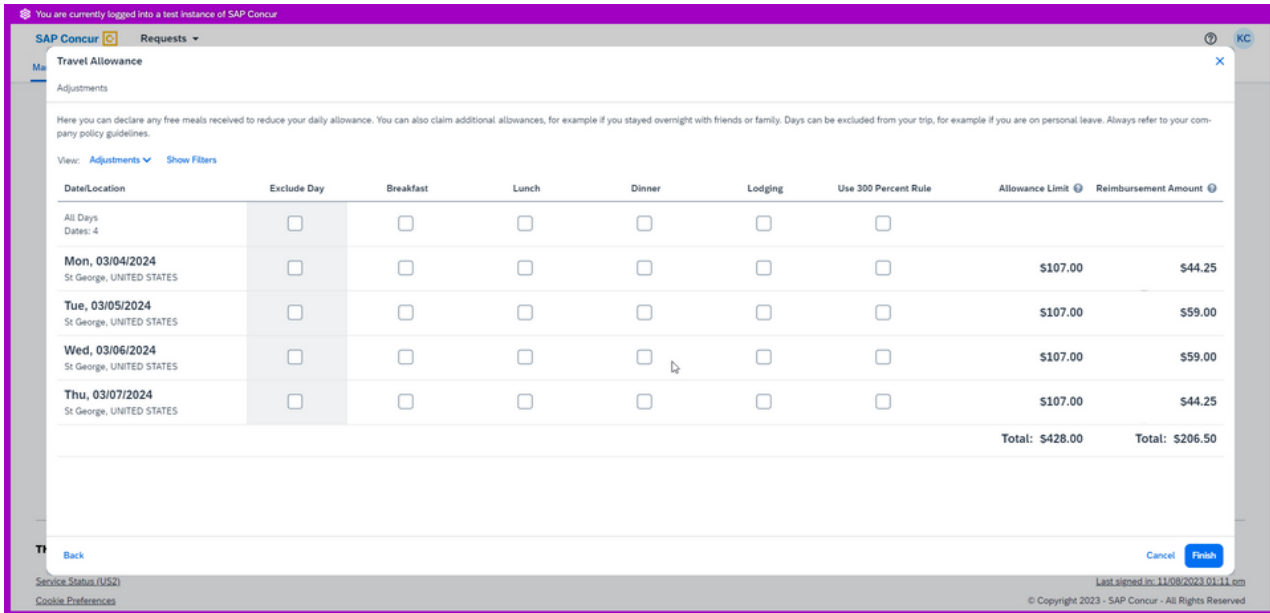 You are currently logged into a test instance of SAP Concur
SAP Concur C Requests KC
Ma
Travel Allowance
Adjustments
Here you can declare any free meals received to reduce your daily allowance. You can also claim additional allowances, for example if you stayed overnight with friends or family. Days can be excluded from your trip, for example if you are on personal leave. Always refer to your com-
pany policy guidelines.
View: Adjustments Show Filters
Date/Location Exclude Day Breakfast Lunch Dinner Lodging Use 300 Percent Rule Allowance Limit ? Reimbursement Amount ?
All Days
Dates: 4
Mon, 03/04/2024
St George, UNITED STATES
$107.00 $44.25
Tue, 03/05/2024
St George, UNITED STATES
$107.00 $59.00
Wed, 03/06/2024
St George, UNITED STATES
$107.00 $59.00
Thu, 03/07/2024
St George, UNITED STATES
$107.00 $44.25
Total: $428.00 Total: $206.50
TH
Back Cancel Finish
Service Status (US2) Last signed in: 11/08/2023 01:11 pm
Cookie Preferences © Copyright 2023 - SAP Concur - All Rights Reserved